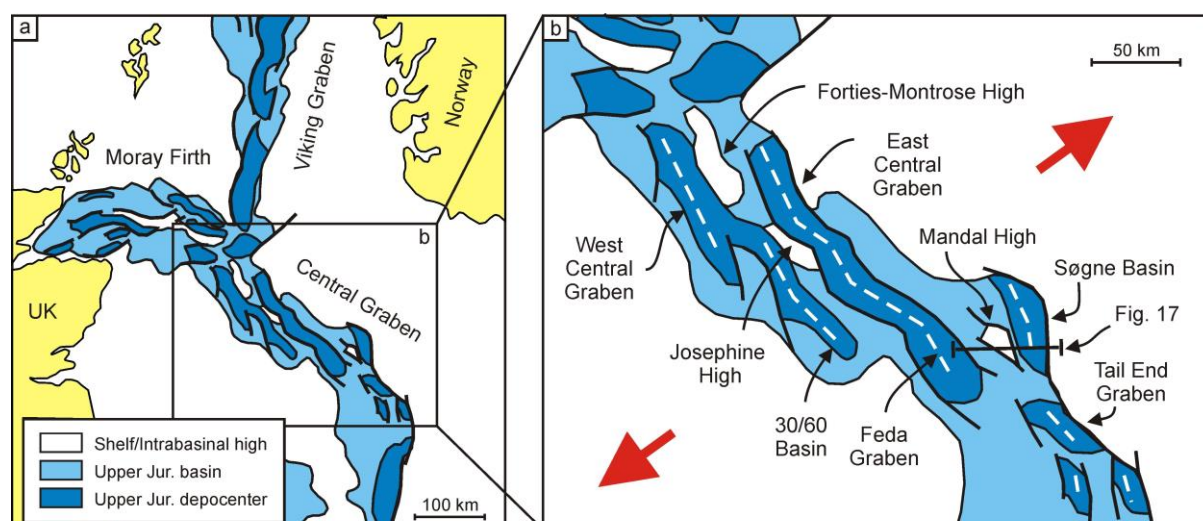 a
Viking Graben
Norway
Moray Firth
b
Central Graben
UK
Shelf/Intrabasinal high
Upper Jur. basin
Upper Jur. depocenter
100 km
b
50 km
Forties-Montrose High
East
Central
Graben
West
Central
Graben
Mandal High
Søgne Basin
Fig. 17
Josephine
High
Tail End
Graben
30/60
Basin
Feda
Graben